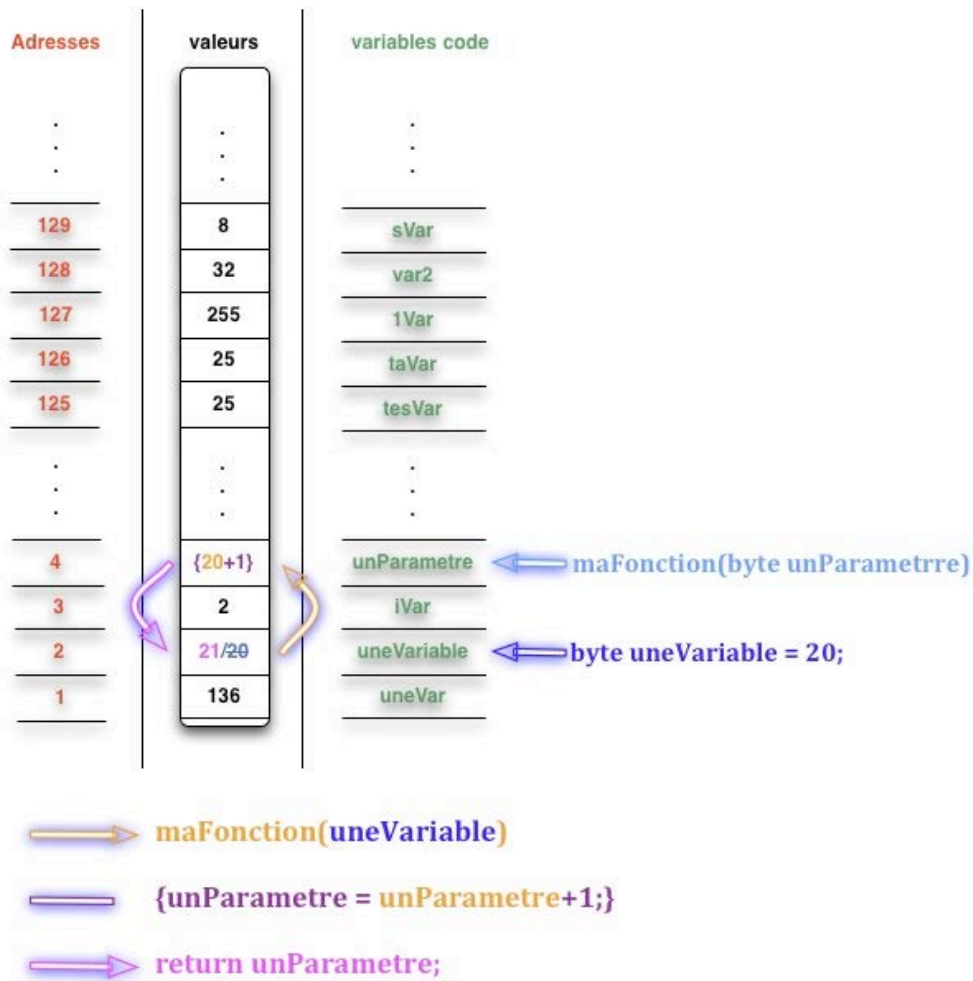 Adresses valeurs variables code
. . .
. . .
. . .
129 8 sVar
128 32 var2
127 255 1Var
126 25 taVar
125 25 tesVar
. . .
. . .
. . .
4 {20+1} unParametre maFonction(byte unParametrre)
3 2 iVar
2 21/20 uneVariable byte uneVariable = 20;
1 136 uneVar
maFonction(uneVariable)
{unParametre = unParametre+1;}
return unParametre;